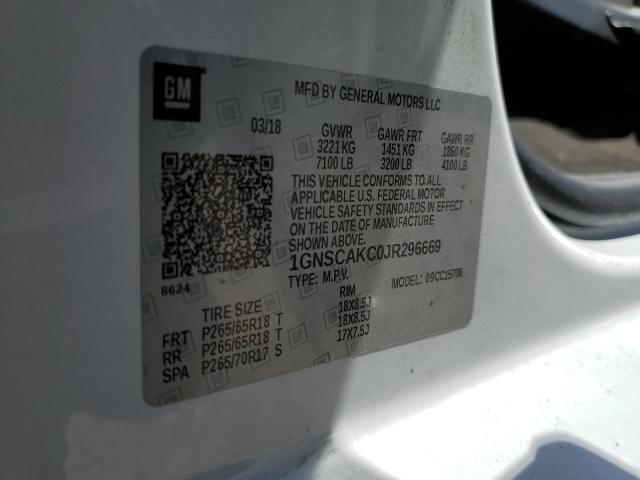 GM
MFD BY GENERAL MOTORS LLC
03/18 GVWR GAWR FRT GAWR RR
3221 KG 1451 KG 1860 KG
7100 LB 3200 LB 4100 LB
THIS VEHICLE CONFORMS TO ALL
APPLICABLE U.S. FEDERAL MOTOR
VEHICLE SAFETY STANDARDS IN EFFECT
ON THE DATE OF MANUFACTURE SHOWN ABOVE.
1GNSCAKC0JR296669
8624 TYPE: M.P.V. MODEL: 09CC15706
TIRE SIZE RIM
FRT P265/65R18 T 18X8.5J
RR P265/65R18 T 18X8.5J
SPA P265/70R17 S 17X7.5J